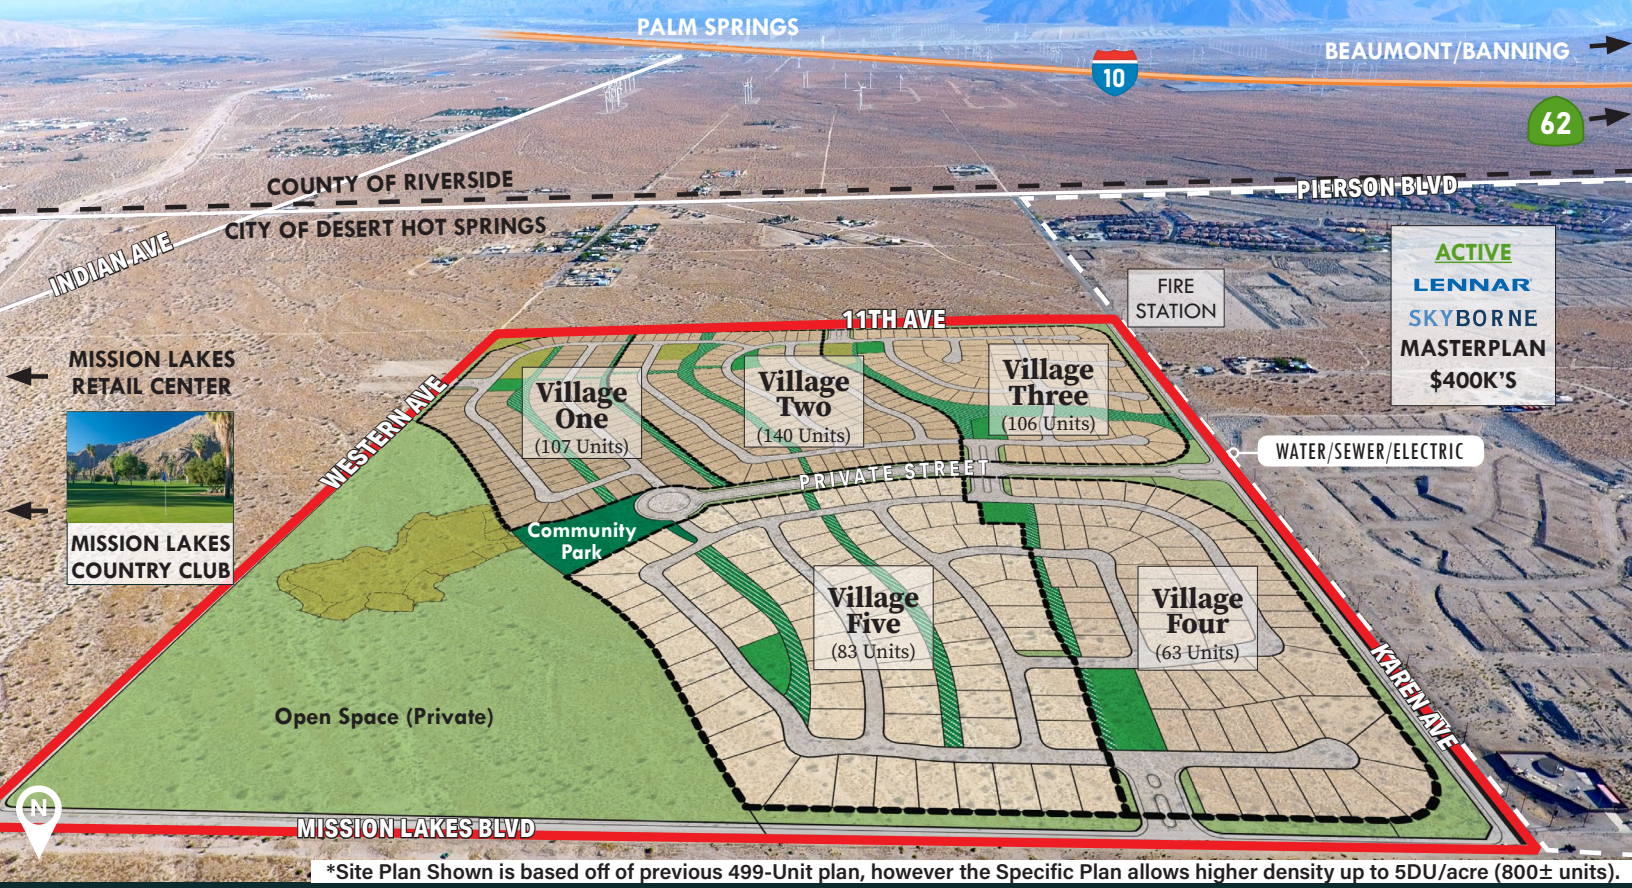 PALM SPRINGS
10
BEAUMONT/BANNING
62
COUNTY OF RIVERSIDE
PIERSON BLVD
CITY OF DESERT HOT SPRINGS
INDIAN AVE
ACTIVE
LENNAR
SKYBORNE
MASTERPLAN
$400K'S
FIRE
STATION
11TH AVE
MISSION LAKES
RETAIL CENTER
WESTERN AVE
Village
One
(107 Units)
Village
Two
(140 Units)
Village
Three
(106 Units)
WATER/SEWER/ELECTRIC
PRIVATE STREET
MISSION LAKES
COUNTRY CLUB
Community
Park
Village
Five
(83 Units)
Village
Four
(63 Units)
KAREN AVE
Open Space (Private)
N
MISSION LAKES BLVD
*Site Plan Shown is based off of previous 499-Unit plan, however the Specific Plan allows higher density up to 5DU/acre (800± units).